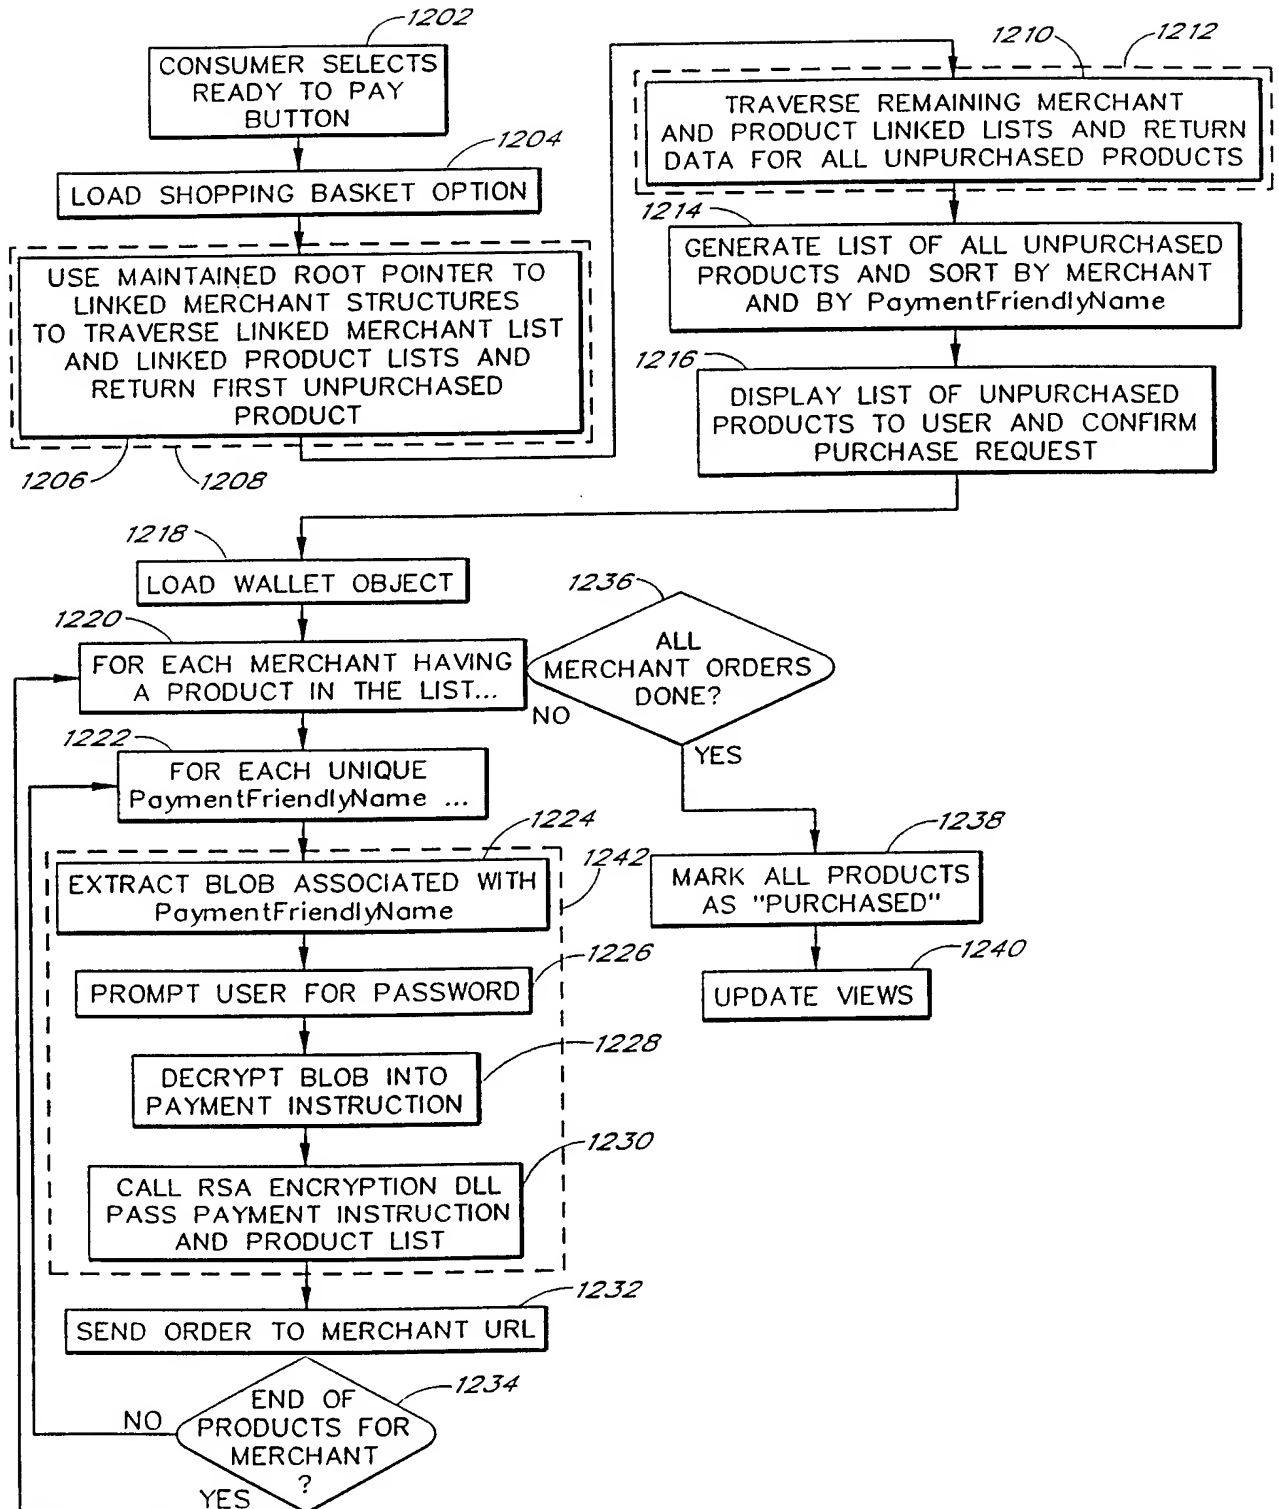 1202
CONSUMER SELECTS
READY TO PAY
BUTTON
1204
LOAD SHOPPING BASKET OPTION
USE MAINTAINED ROOT POINTER TO
LINKED MERCHANT STRUCTURES
TO TRAVERSE LINKED MERCHANT LIST
AND LINKED PRODUCT LISTS AND
RETURN FIRST UNPURCHASED
PRODUCT
1206
1208
1210
1212
TRAVERSE REMAINING MERCHANT
AND PRODUCT LINKED LISTS AND RETURN
DATA FOR ALL UNPURCHASED PRODUCTS
1214
GENERATE LIST OF ALL UNPURCHASED
PRODUCTS AND SORT BY MERCHANT
AND BY PaymentFriendlyName
1216
DISPLAY LIST OF UNPURCHASED
PRODUCTS TO USER AND CONFIRM
PURCHASE REQUEST
1218
LOAD WALLET OBJECT
1220
FOR EACH MERCHANT HAVING
A PRODUCT IN THE LIST...
1236
ALL
MERCHANT ORDERS
DONE?
NO
YES
1222
FOR EACH UNIQUE
PaymentFriendlyName ...
1224
1242
EXTRACT BLOB ASSOCIATED WITH
PaymentFriendlyName
1226
PROMPT USER FOR PASSWORD
1228
DECRYPT BLOB INTO
PAYMENT INSTRUCTION
1230
CALL RSA ENCRYPTION DLL
PASS PAYMENT INSTRUCTION
AND PRODUCT LIST
1232
SEND ORDER TO MERCHANT URL
1234
END OF
PRODUCTS FOR
MERCHANT
?
NO
YES
1238
MARK ALL PRODUCTS
AS "PURCHASED"
1240
UPDATE VIEWS